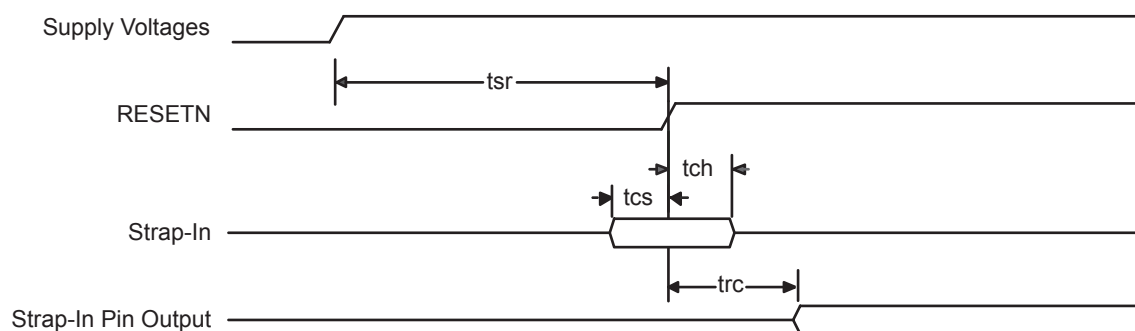 Supply Voltages
tsr
RESETN
tch
tcs
Strap-In
trc
Strap-In Pin Output